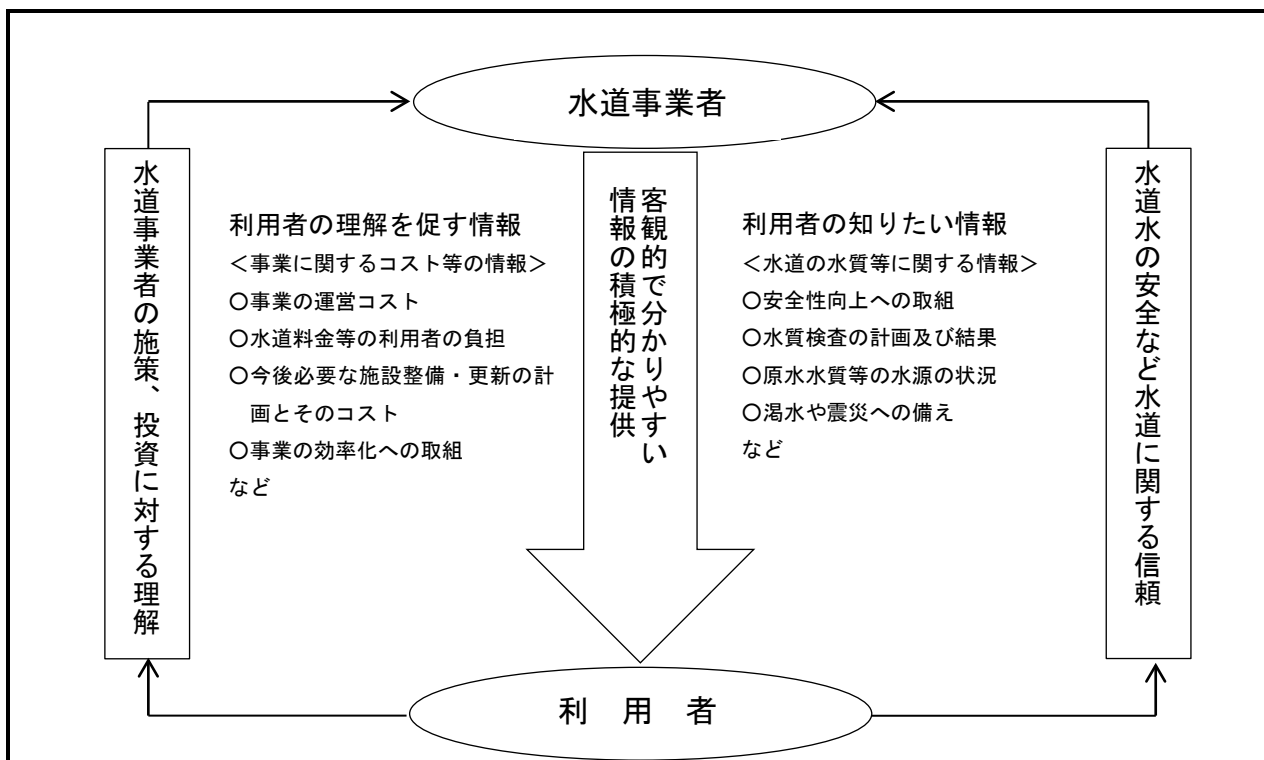 水道事業者
水道事業者の施策、投資に対する理解
利用者の理解を促す情報
＜事業に関するコスト等の情報＞
○事業の運営コスト
○水道料金等の利用者の負担
○今後必要な施設整備・更新の計
画とそのコスト
○事業の効率化への取組
など
客観的で分かりやすい
情報の積極的な提供
利用者の知りたい情報
＜水道の水質等に関する情報＞
○安全性向上への取組
○水質検査の計画及び結果
○原水水質等の水源の状況
○渇水や震災への備え
など
水道水の安全など水道に関する信頼
利　用　者